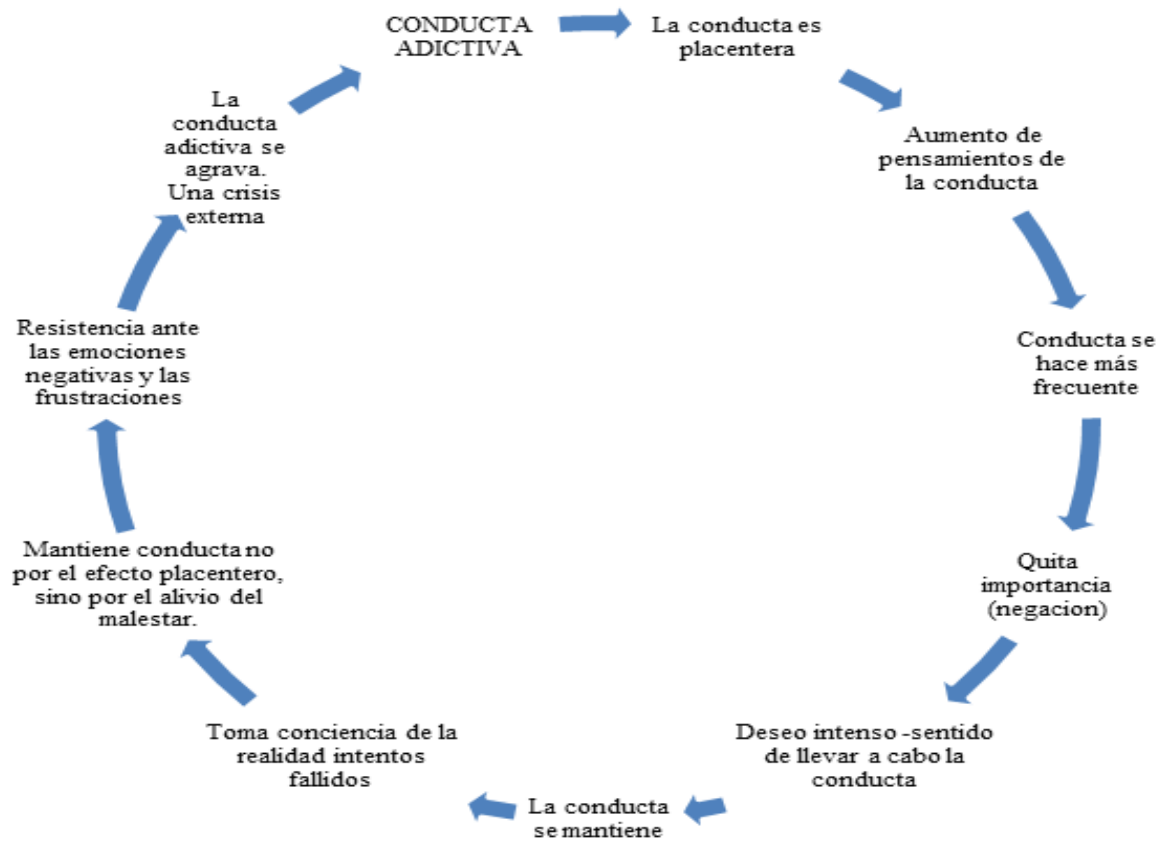 CONDUCTA
ADICTIVA
La conducta es
placentera
Aumento de
pensamientos de
la conducta
Conducta se
hace más
frecuente
Quita
importancia
(negacion)
Deseo intenso -sentido
de llevar a cabo la
conducta
La conducta
se mantiene
Toma conciencia de la
realidad intentos
fallidos
Mantiene conducta no
por el efecto placentero,
sino por el alivio del
malestar.
Resistencia ante
las emociones
negativas y las
frustraciones
La
conducta
adictiva se
agrava.
Una crisis
externa